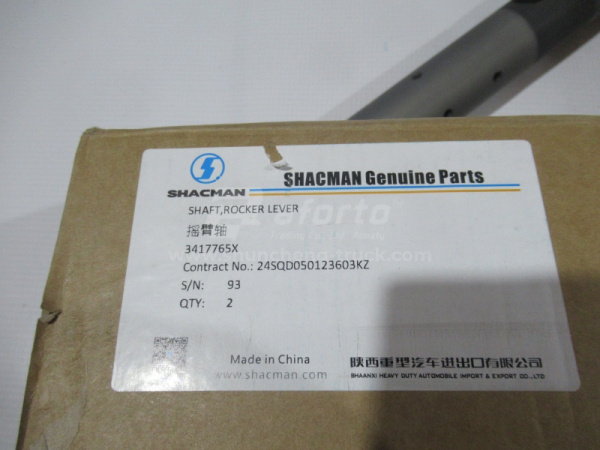 SHACMAN
SHACMAN Genuine Parts
SHAFT,ROCKER LEVER
摇臂轴
3417765X
Contract No.: 24SQD050123603KZ
S/N: 93
QTY: 2
Made in China
www.shacman.com
陕西重型汽车进出口有限公司
SHAANXI HEAVY DUTY AUTOMOBILE IMPORT & EXPORT CO.,LTD